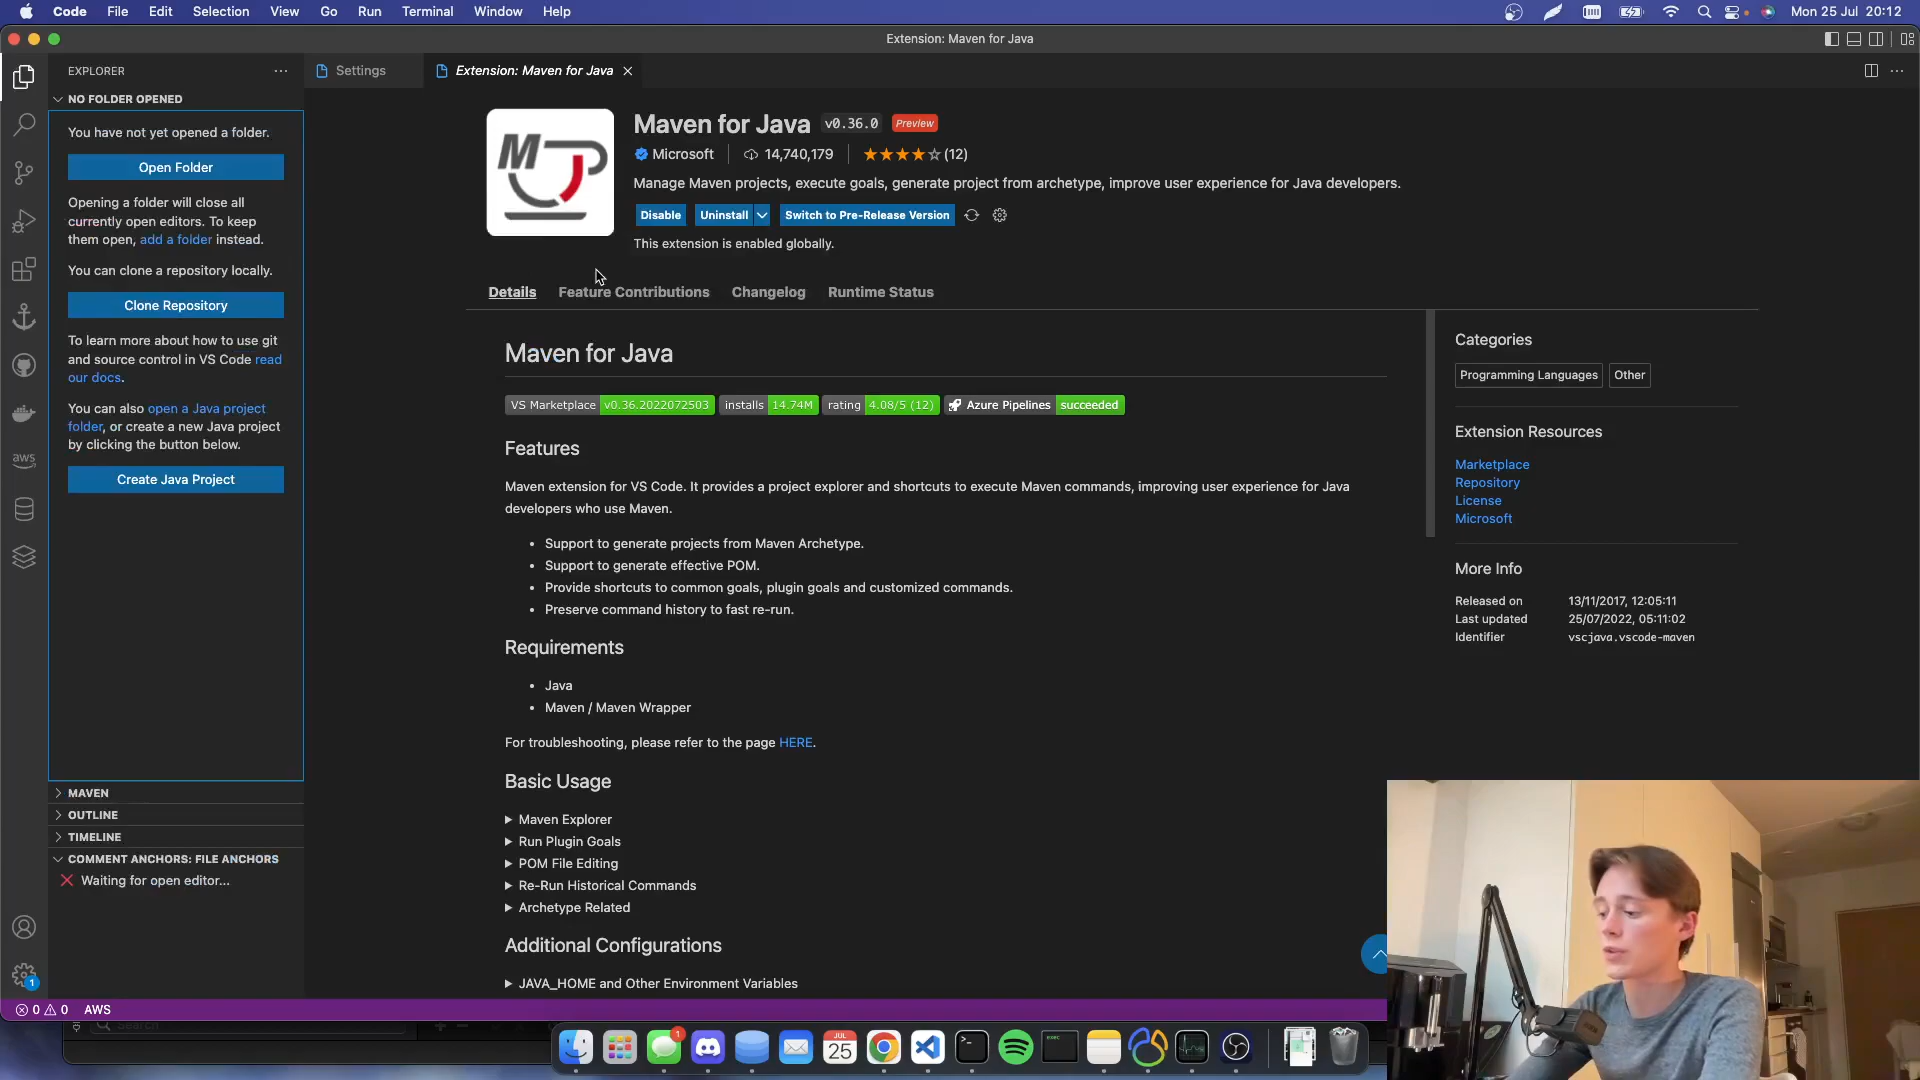 Code File Edit Selection View Go Run Terminal Window Help
Mon 25 Jul 20:12
Extension: Maven for Java
EXPLORER
Settings
Extension: Maven for Java
NO FOLDER OPENED
You have not yet opened a folder.
Open Folder
Opening a folder will close all
currently open editors. To keep
them open, add a folder instead.
You can clone a repository locally.
Clone Repository
To learn more about how to use git
and source control in VS Code read
our docs.
You can also open a Java project
folder, or create a new Java project
by clicking the button below.
Create Java Project
MAVEN
OUTLINE
TIMELINE
COMMENT ANCHORS: FILE ANCHORS
Waiting for open editor...
aws
1
0 0 AWS
Maven for Java v0.36.0 Preview
Microsoft 14,740,179 (12)
Manage Maven projects, execute goals, generate project from archetype, improve user experience for Java developers.
Disable Uninstall Switch to Pre-Release Version
This extension is enabled globally.
Details Feature Contributions Changelog Runtime Status
Maven for Java
VS Marketplace v0.36.2022072503 installs 14.74M rating 4.08/5 (12) Azure Pipelines succeeded
Features
Maven extension for VS Code. It provides a project explorer and shortcuts to execute Maven commands, improving user experience for Java
developers who use Maven.
• Support to generate projects from Maven Archetype.
• Support to generate effective POM.
• Provide shortcuts to common goals, plugin goals and customized commands.
• Preserve command history to fast re-run.
Requirements
• Java
• Maven / Maven Wrapper
For troubleshooting, please refer to the page HERE.
Basic Usage
Maven Explorer
Run Plugin Goals
POM File Editing
Re-Run Historical Commands
Archetype Related
Additional Configurations
JAVA_HOME and Other Environment Variables
Categories
Programming Languages Other
Extension Resources
Marketplace
Repository
License
Microsoft
More Info
Released on 13/11/2017, 12:05:11
Last updated 25/07/2022, 05:11:02
Identifier vscjava.vscode-maven
Search
1
JUL
25
exec